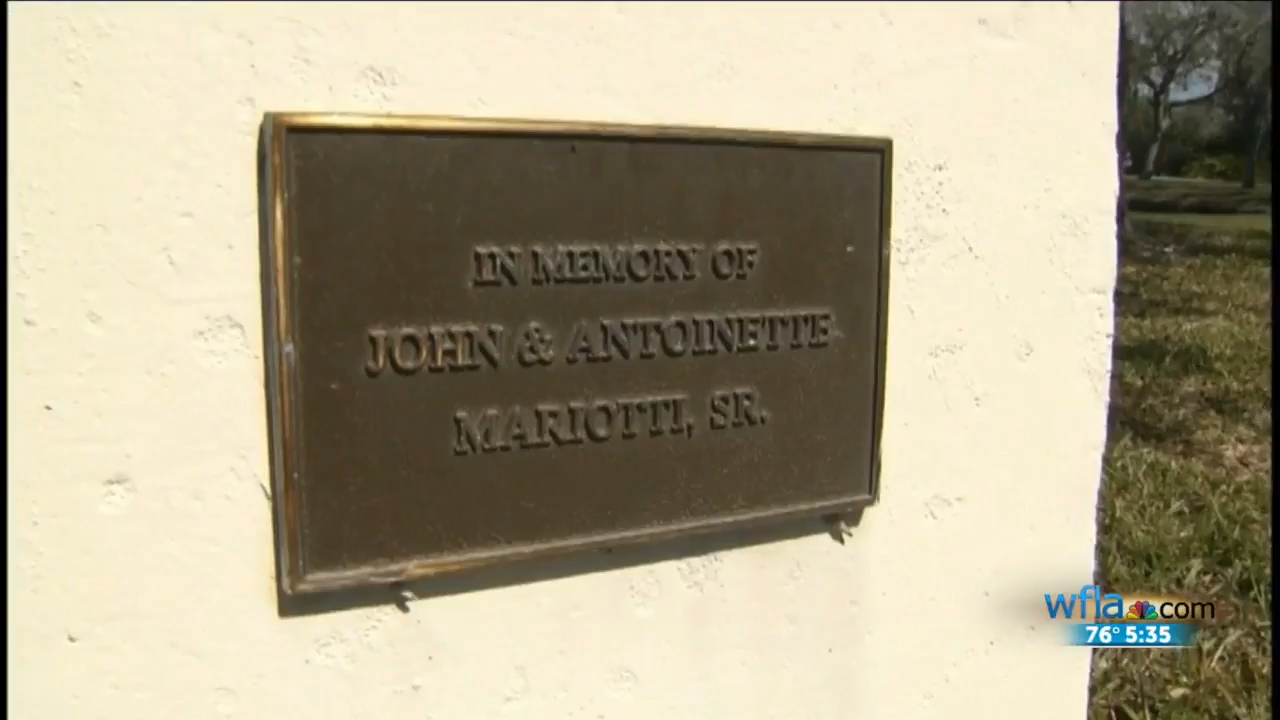 IN MEMORY OF
JOHN & ANTOINETTE
MARIOTTI, SR.
wfla.com
76° 5:35